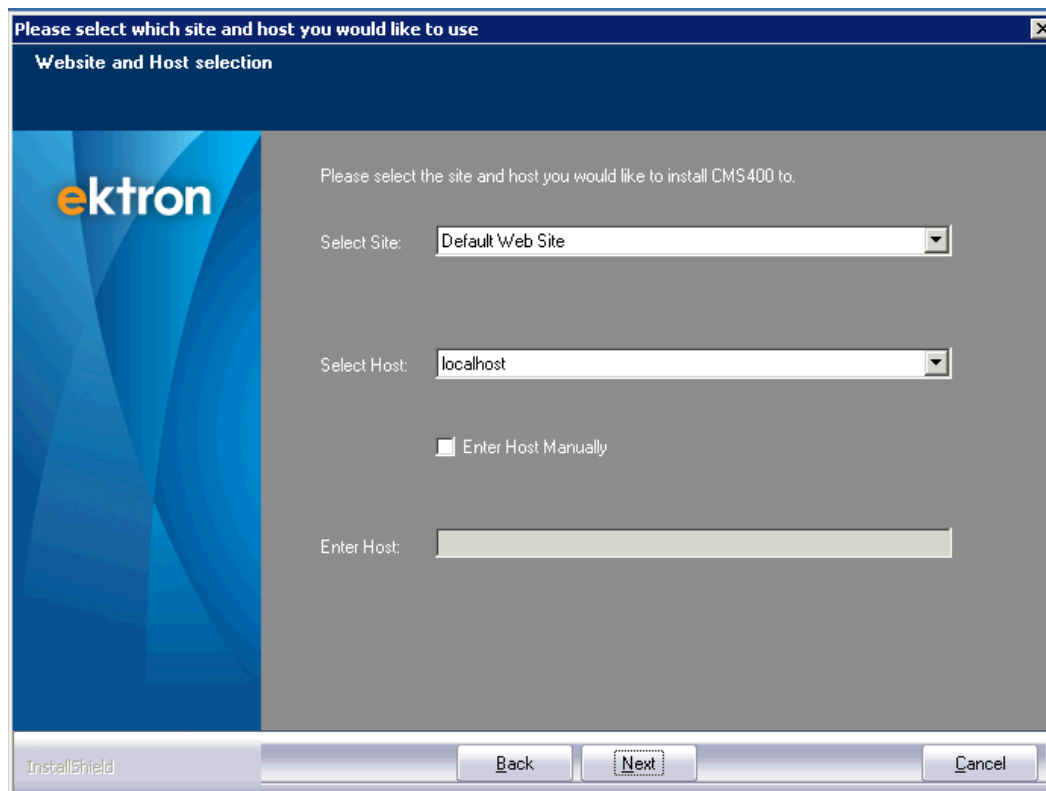 Please select which site and host you would like to use
Website and Host selection
ektron
Please select the site and host you would like to install CMS400 to.
Select Site: Default Web Site
Select Host: localhost
Enter Host Manually
Enter Host:
InstallShield
Back Next Cancel